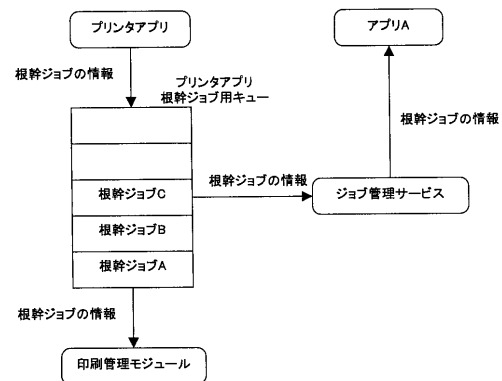 プリンタアプリ
アプリA
根幹ジョブの情報
プリンタアプリ
根幹ジョブ用キュー
根幹ジョブの情報
根幹ジョブの情報
根幹ジョブC
ジョブ管理サービス
根幹ジョブB
根幹ジョブA
根幹ジョブの情報
印刷管理モジュール